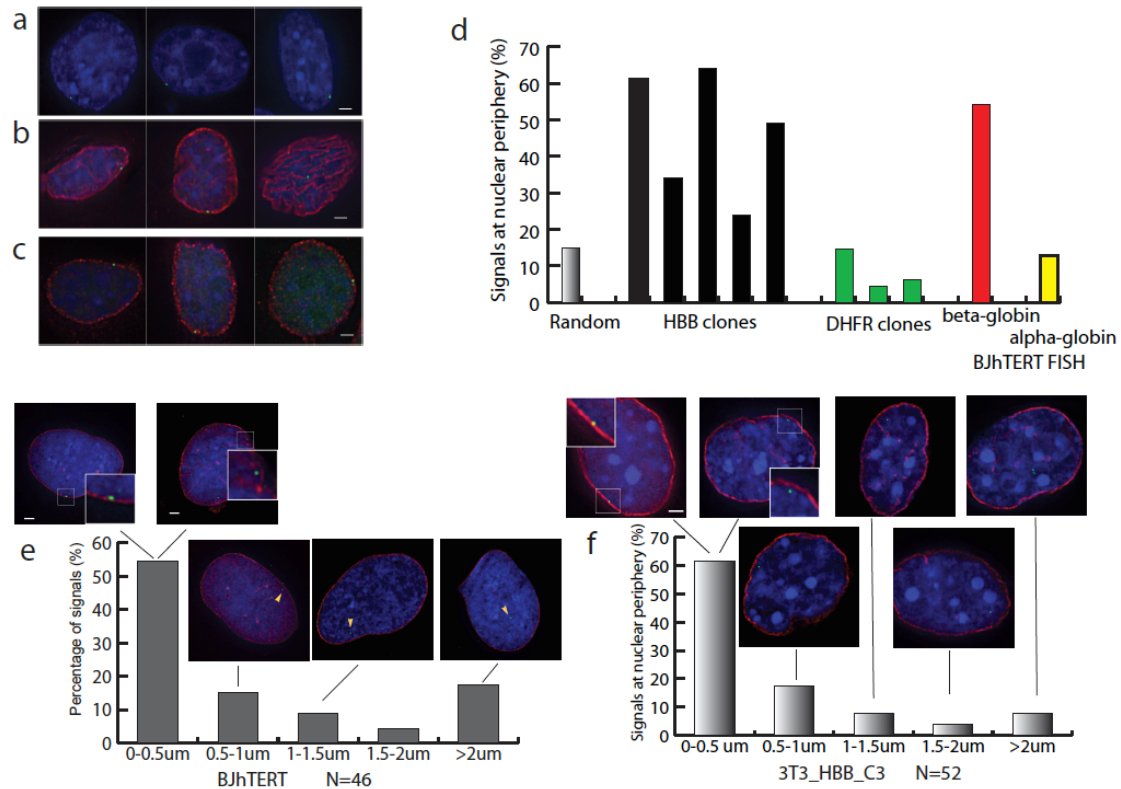 a
b
c
d
Signals at nuclear periphery (%)
70
60
50
40
30
20
10
0
Random
HBB clones
DHFR clones
beta-globin
alpha-globin
BJhTERT FISH
e
Percentage of signals (%)
60
50
40
30
20
10
0
0-0.5um 0.5-1um 1-1.5um 1.5-2um >2um
BJhTERT N=46
f
Signals at nuclear periphery (%)
70
60
50
40
30
20
10
0
0-0.5 um 0.5-1um 1-1.5um 1.5-2um >2um
3T3_HBB_C3 N=52